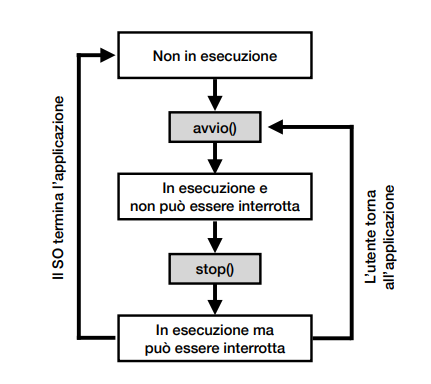 Non in esecuzione
avvio()
In esecuzione e
non può essere interrotta
stop()
In esecuzione ma
può essere interrotta
Il SO termina l'applicazione
L'utente torna
all'applicazione